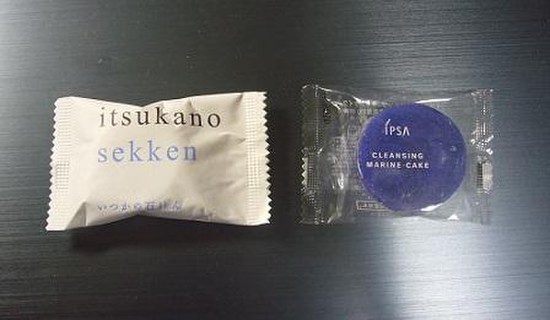 itsukano
sekken
いつかの石けん
IPSA
CLEANSING
MARINE CAKE